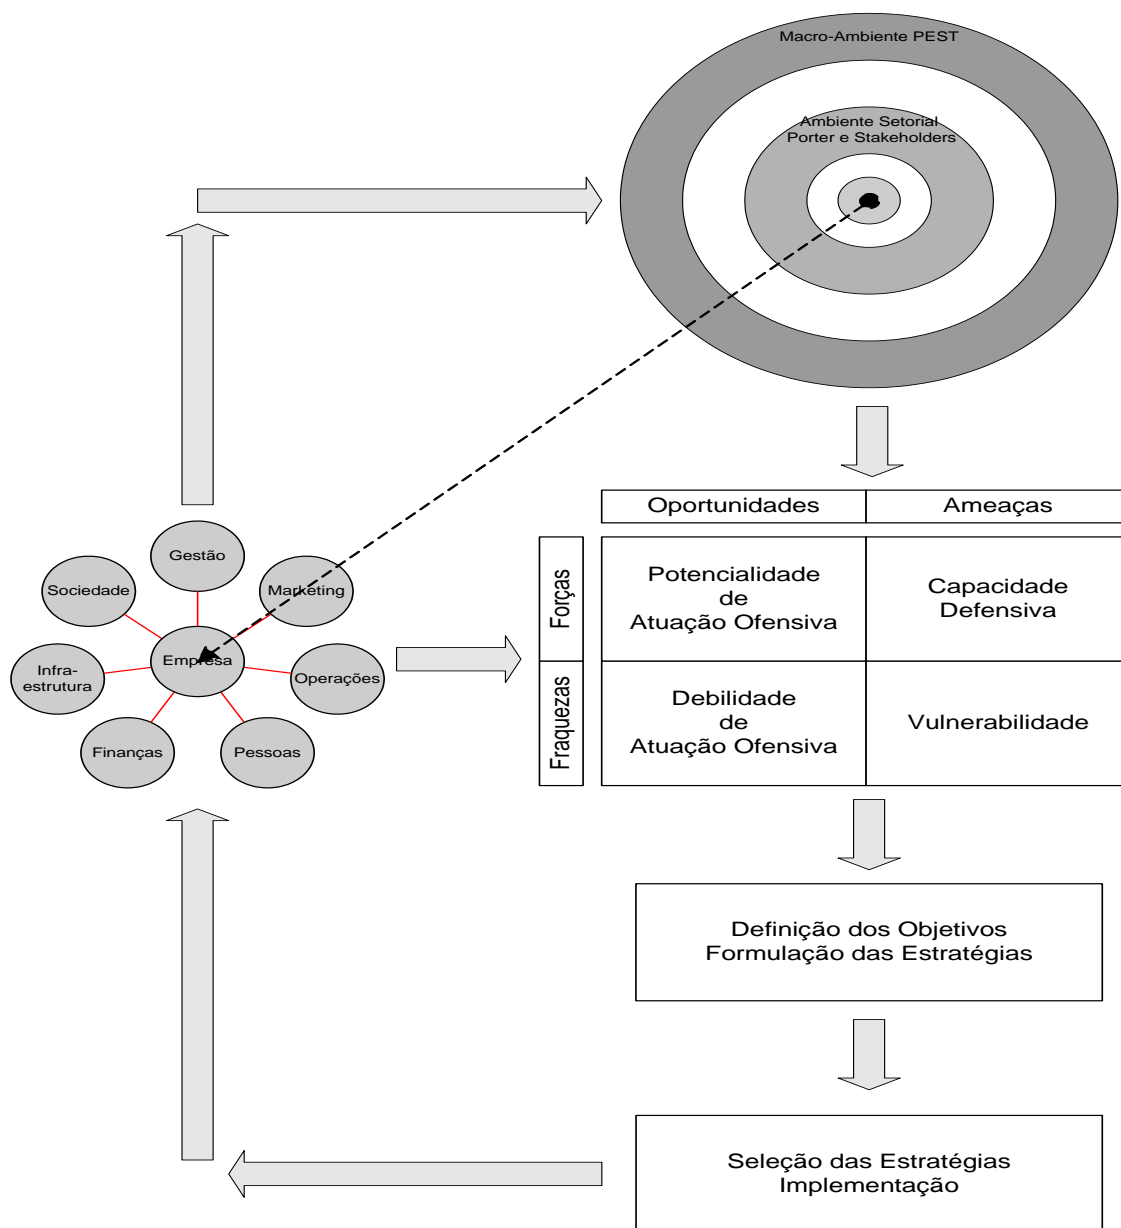 Macro-Ambiente PEST
Ambiente Setorial
Porter e Stakeholders
Oportunidades
Ameaças
Forças
Potencialidade
de
Atuação Ofensiva
Capacidade
Defensiva
Fraquezas
Debilidade
de
Atuação Ofensiva
Vulnerabilidade
Gestão
Sociedade
Marketing
Empresa
Infra-
estrutura
Operações
Finanças
Pessoas
Definição dos Objetivos
Formulação das Estratégias
Seleção das Estratégias
Implementação